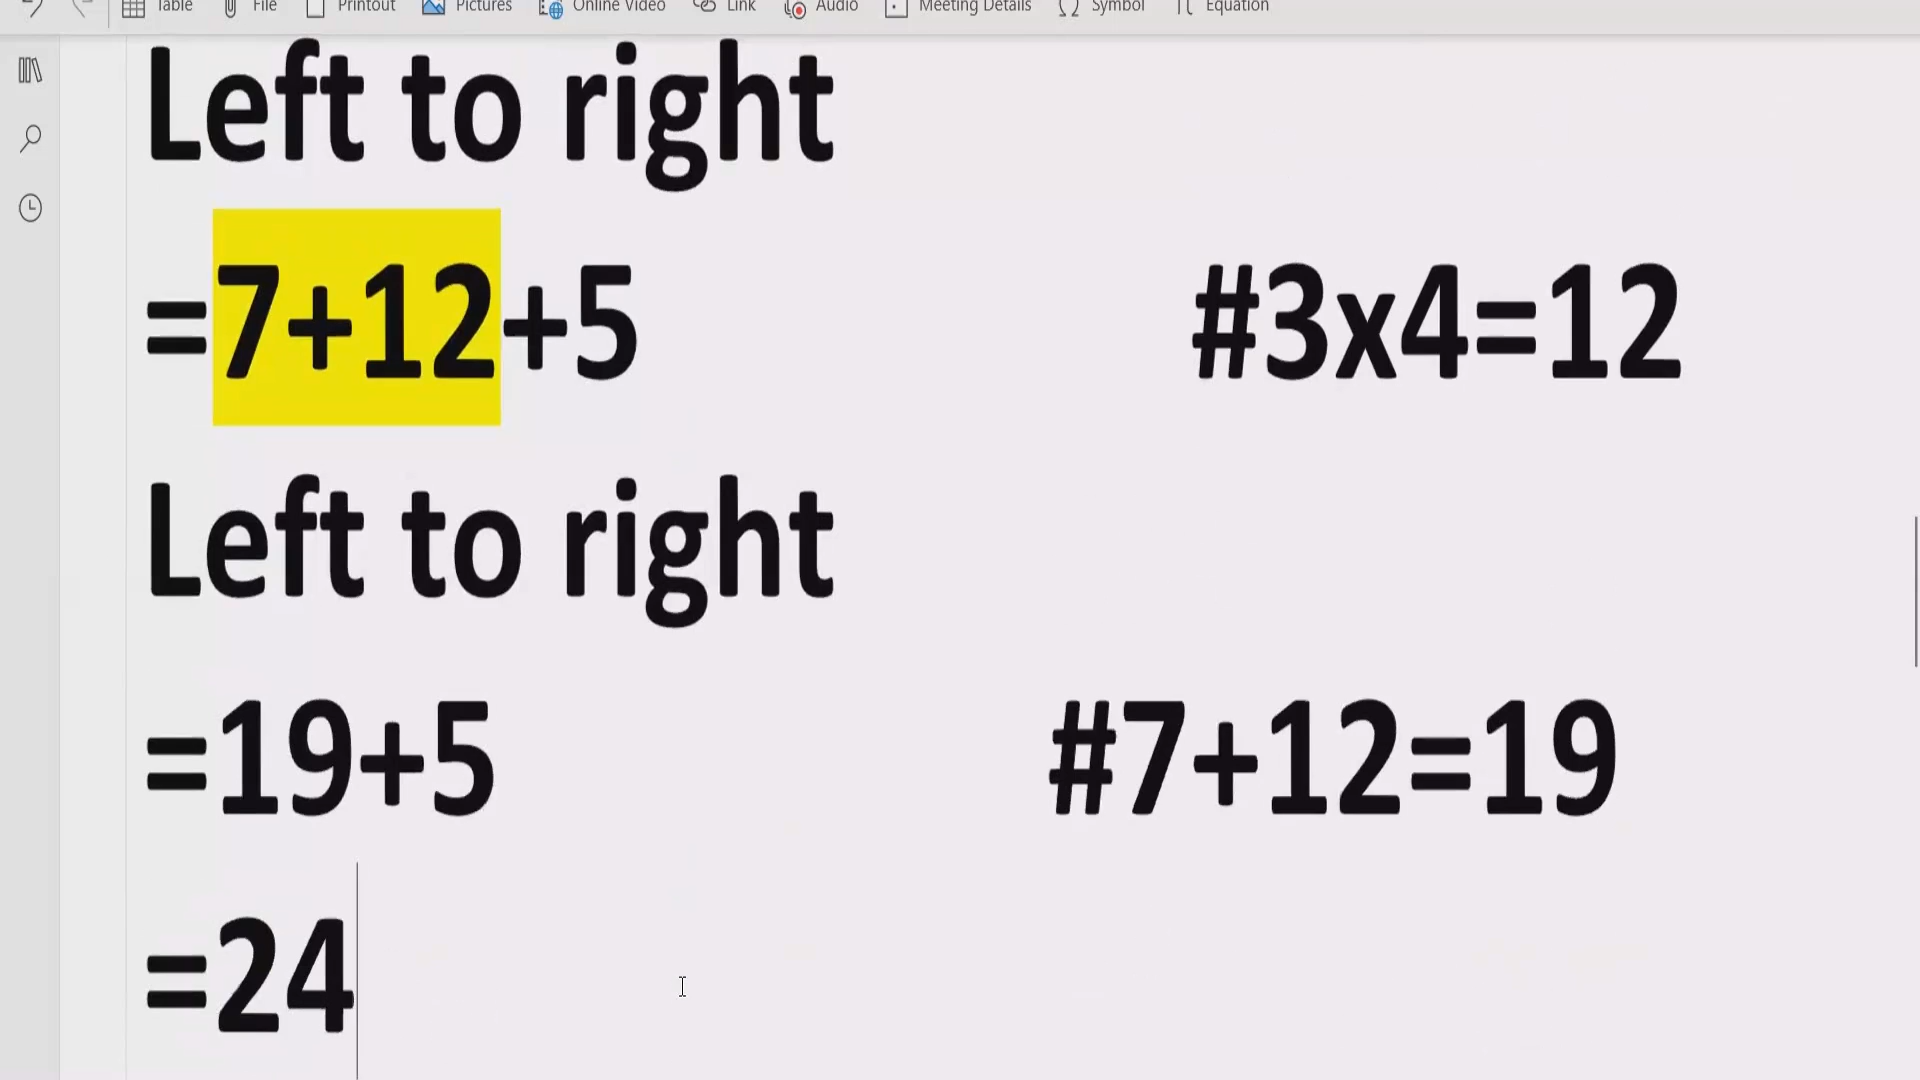 Table File Printout Pictures Online Video Link Audio Meeting Details Symbol Equation
Left to right
=7+12+5 #3x4=12
Left to right
=19+5 #7+12=19
=24